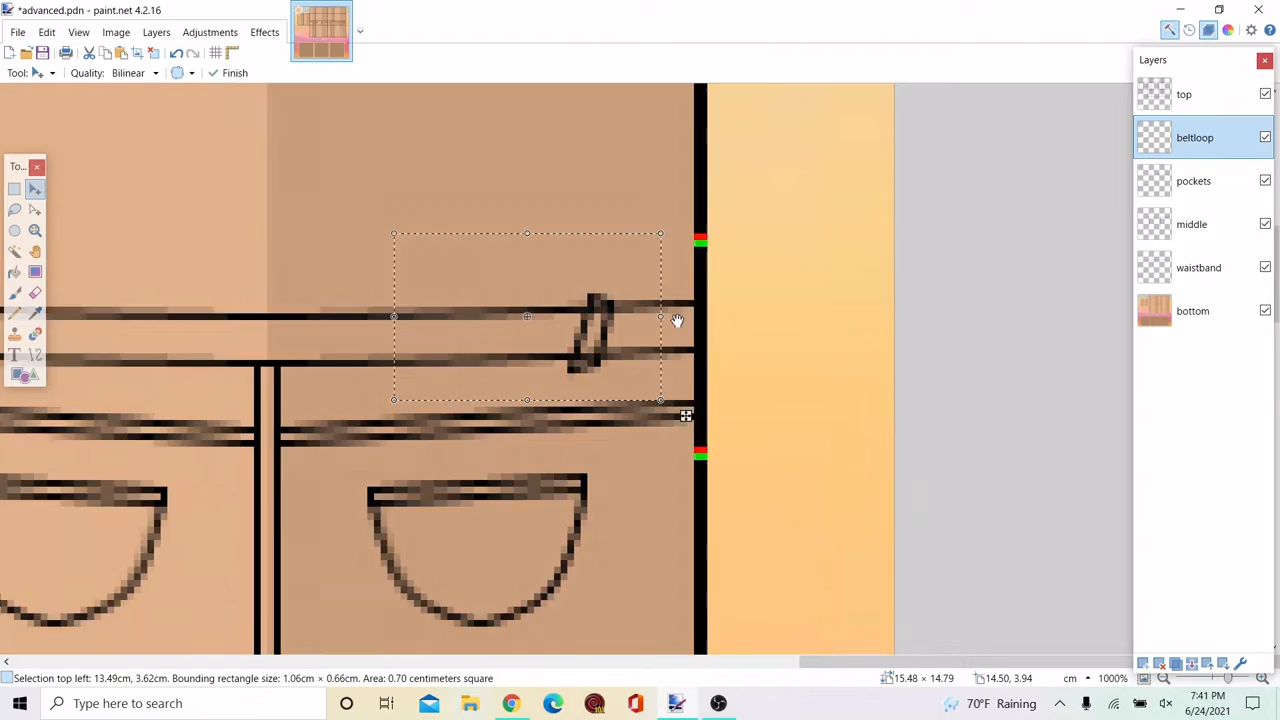 *advanced.pdn - paint.net 4.2.16
File Edit View Image Layers Adjustments Effects
Tool: Quality: Bilinear Finish
To...
Layers
top
beltloop
pockets
middle
waistband
bottom
Selection top left: 13.49cm, 3.62cm. Bounding rectangle size: 1.06cm × 0.66cm. Area: 0.70 centimeters square
15.48 × 14.79
14.50, 3.94
cm
1000%
Type here to search
70°F Raining
7:41 PM
6/24/2021